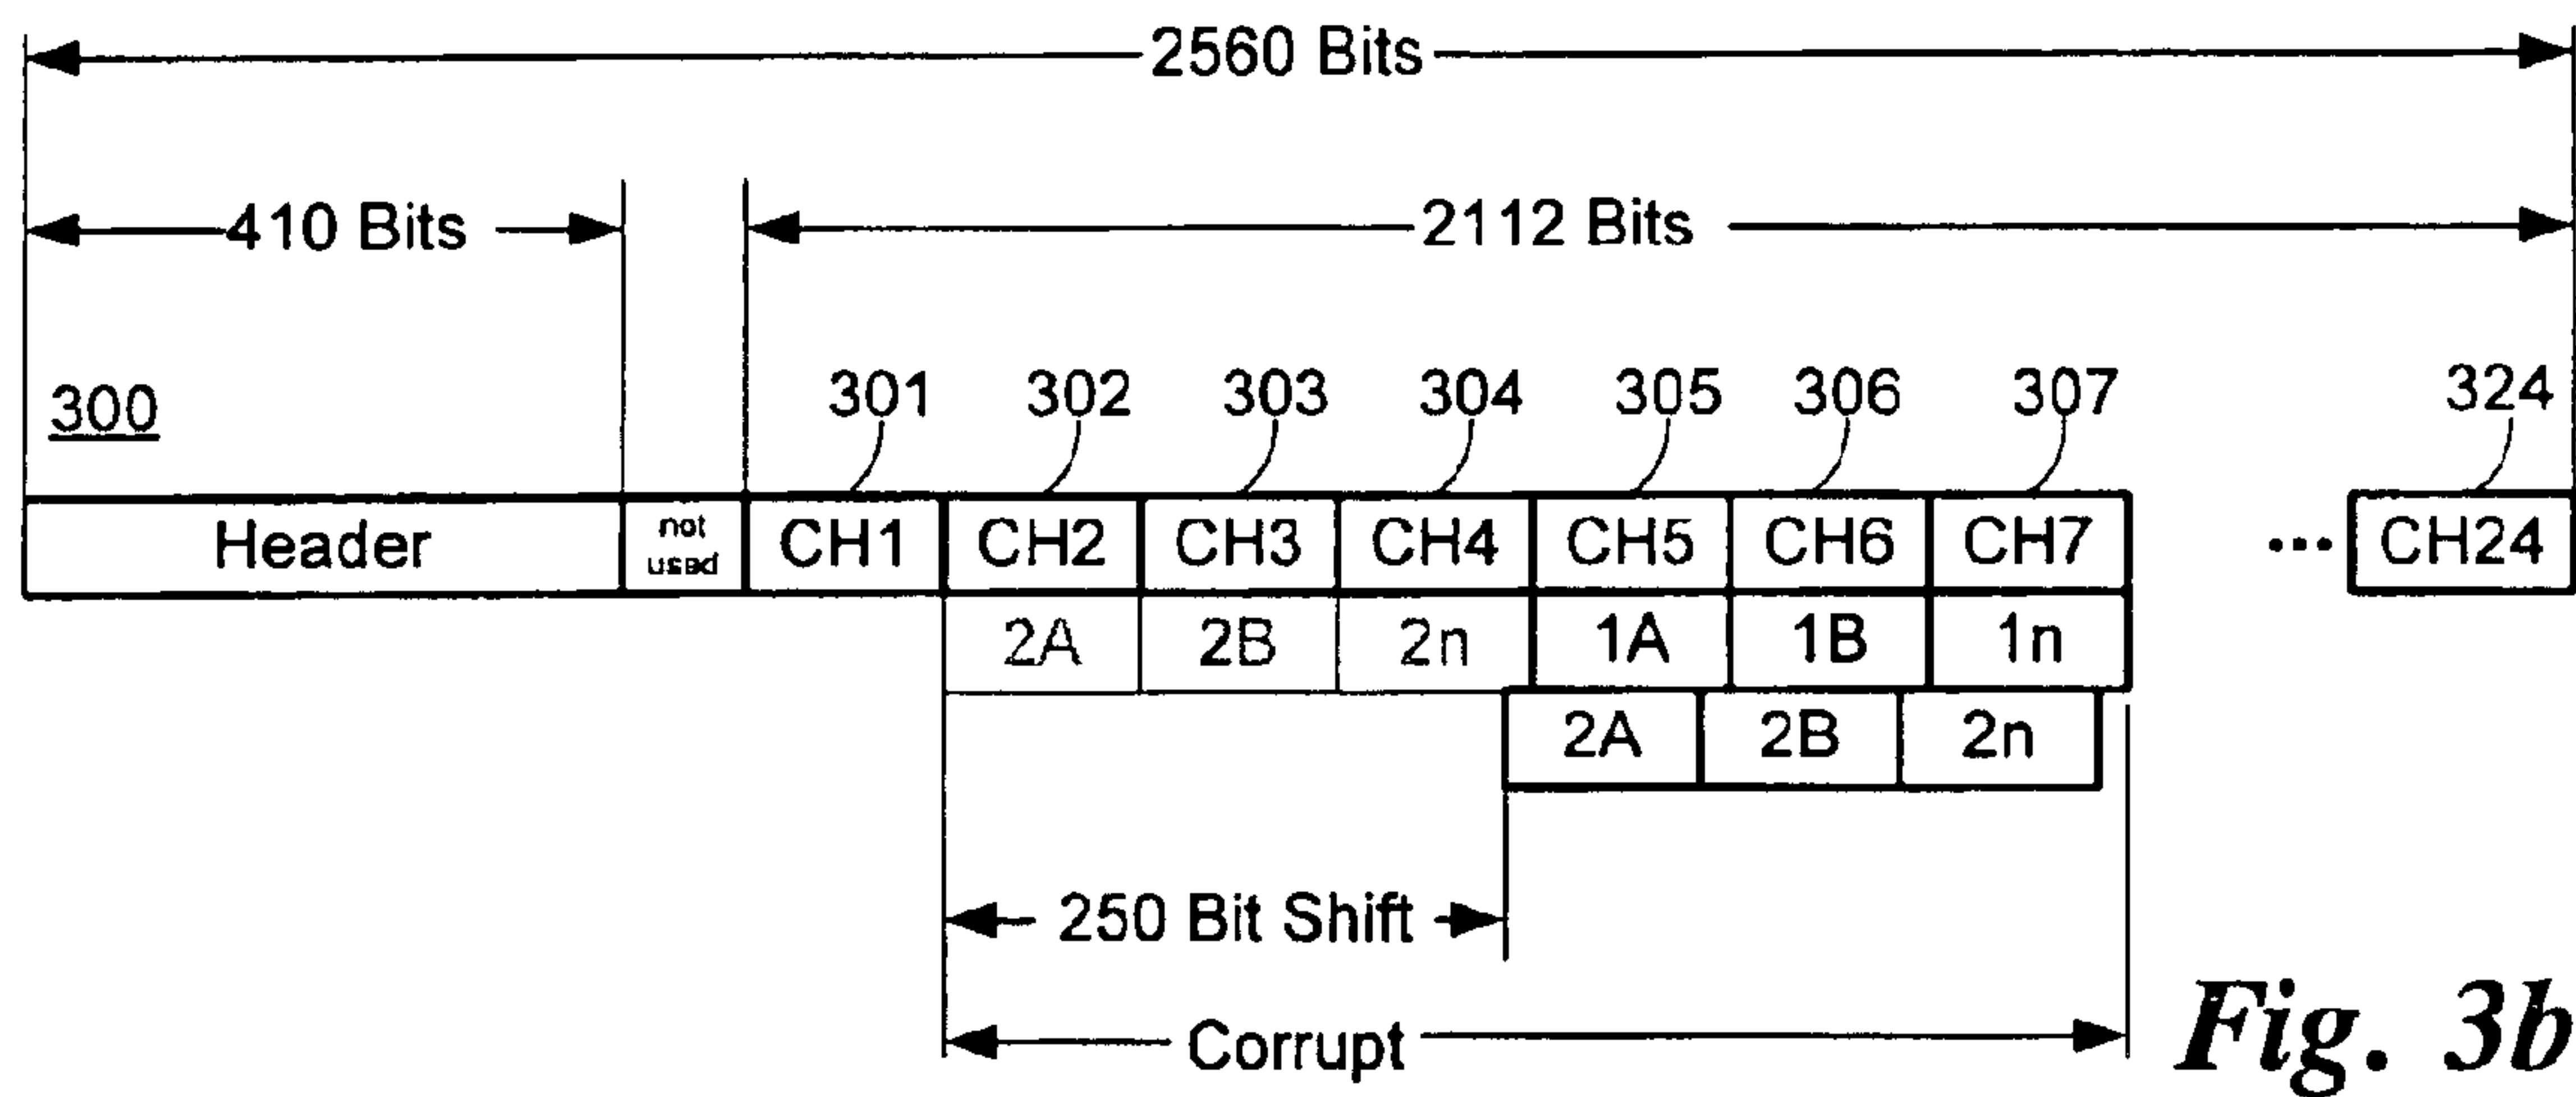 2560 Bits
410 Bits
2112 Bits
300
301 302 303 304 305 306 307 324
Header not used CH1 CH2 CH3 CH4 CH5 CH6 CH7 ... CH24
2A 2B 2n 1A 1B 1n
2A 2B 2n
250 Bit Shift
Corrupt
Fig. 3b